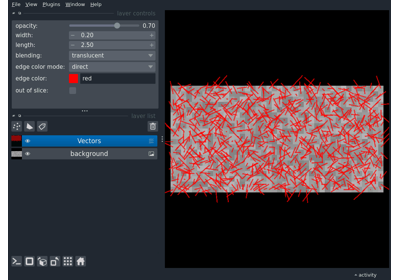 File View Plugins Window Help
layer controls
opacity: 0.70
width: 0.20
length: 2.50
blending: translucent
edge color mode: direct
edge color: red
out of slice:
layer list
Vectors
background
activity